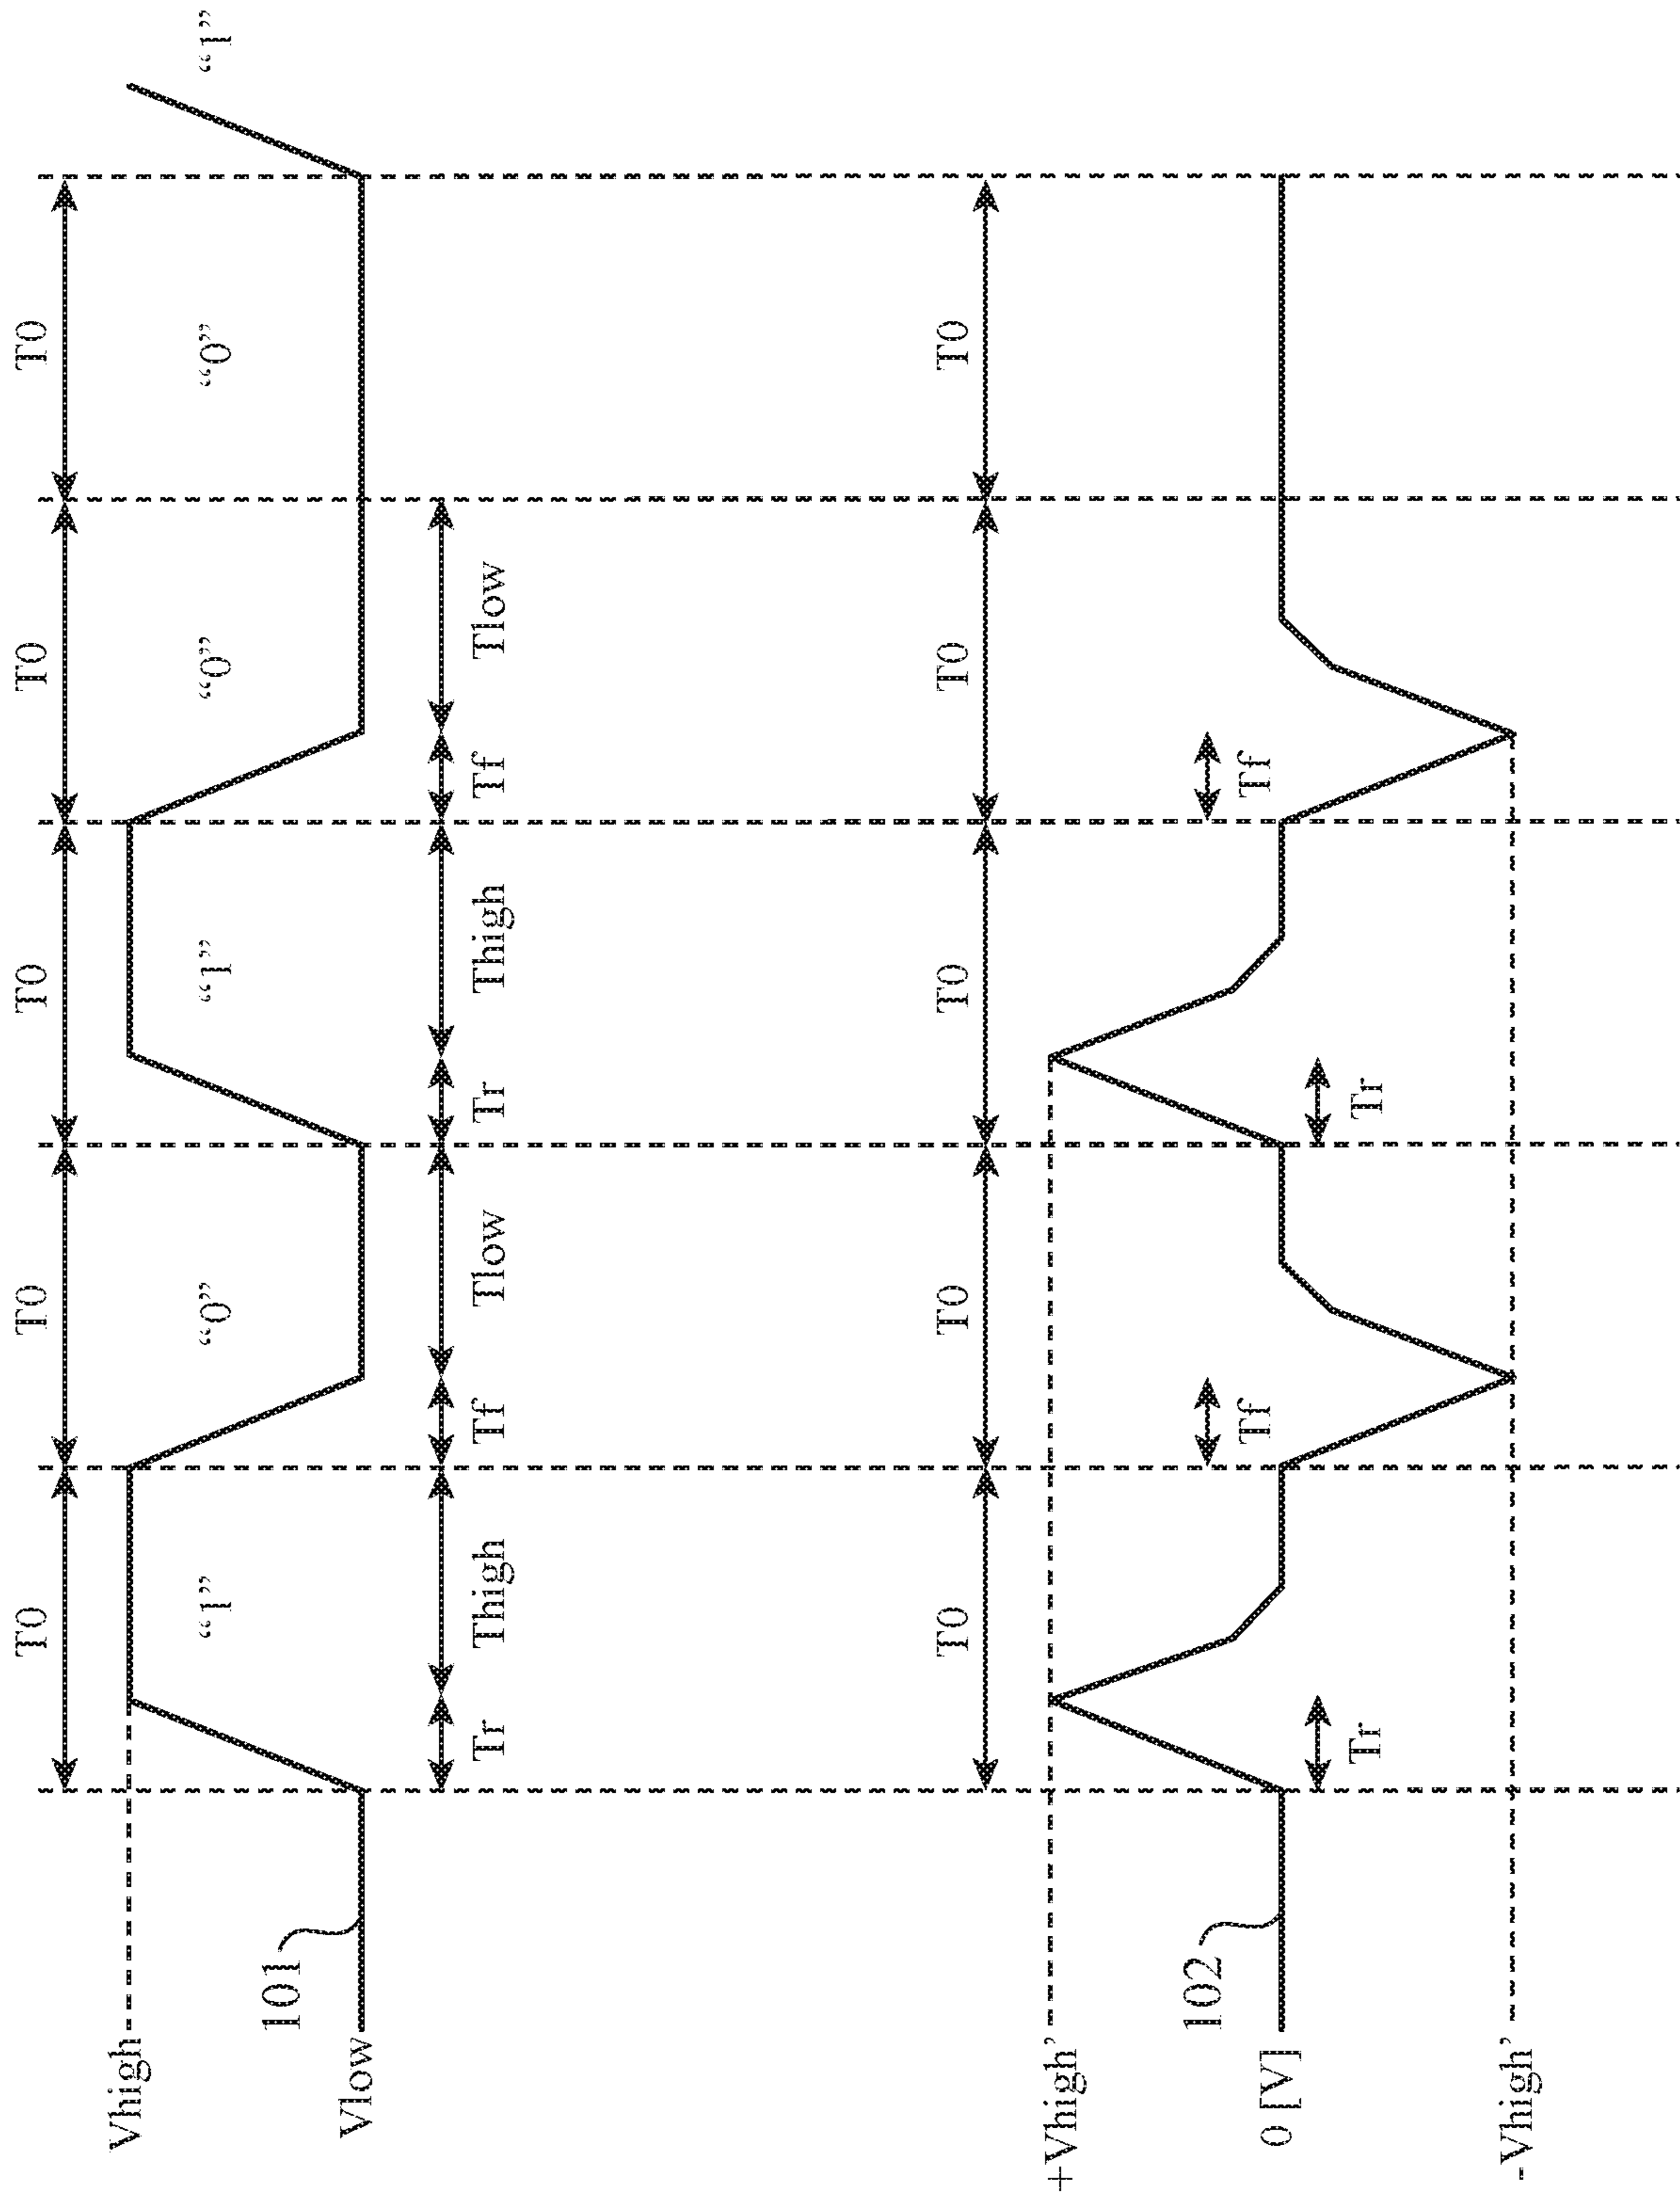 T0 T0 T0 T0 T0
Vhigh
“1” “0” “1” “0” “0” “1”
101
Vlow
Tr Thigh Tf Tlow Tr Thigh Tf Tlow
T0 T0 T0 T0 T0
+Vhigh’
102
Tf Tf
0 [V]
Tr Tr
-Vhigh’